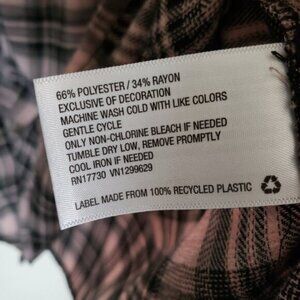 66% POLYESTER / 34% RAYON
EXCLUSIVE OF DECORATION
MACHINE WASH COLD WITH LIKE COLORS
GENTLE CYCLE
ONLY NON-CHLORINE BLEACH IF NEEDED
TUMBLE DRY LOW, REMOVE PROMPTLY
COOL IRON IF NEEDED
RN17730 VN1299629
LABEL MADE FROM 100% RECYCLED PLASTIC